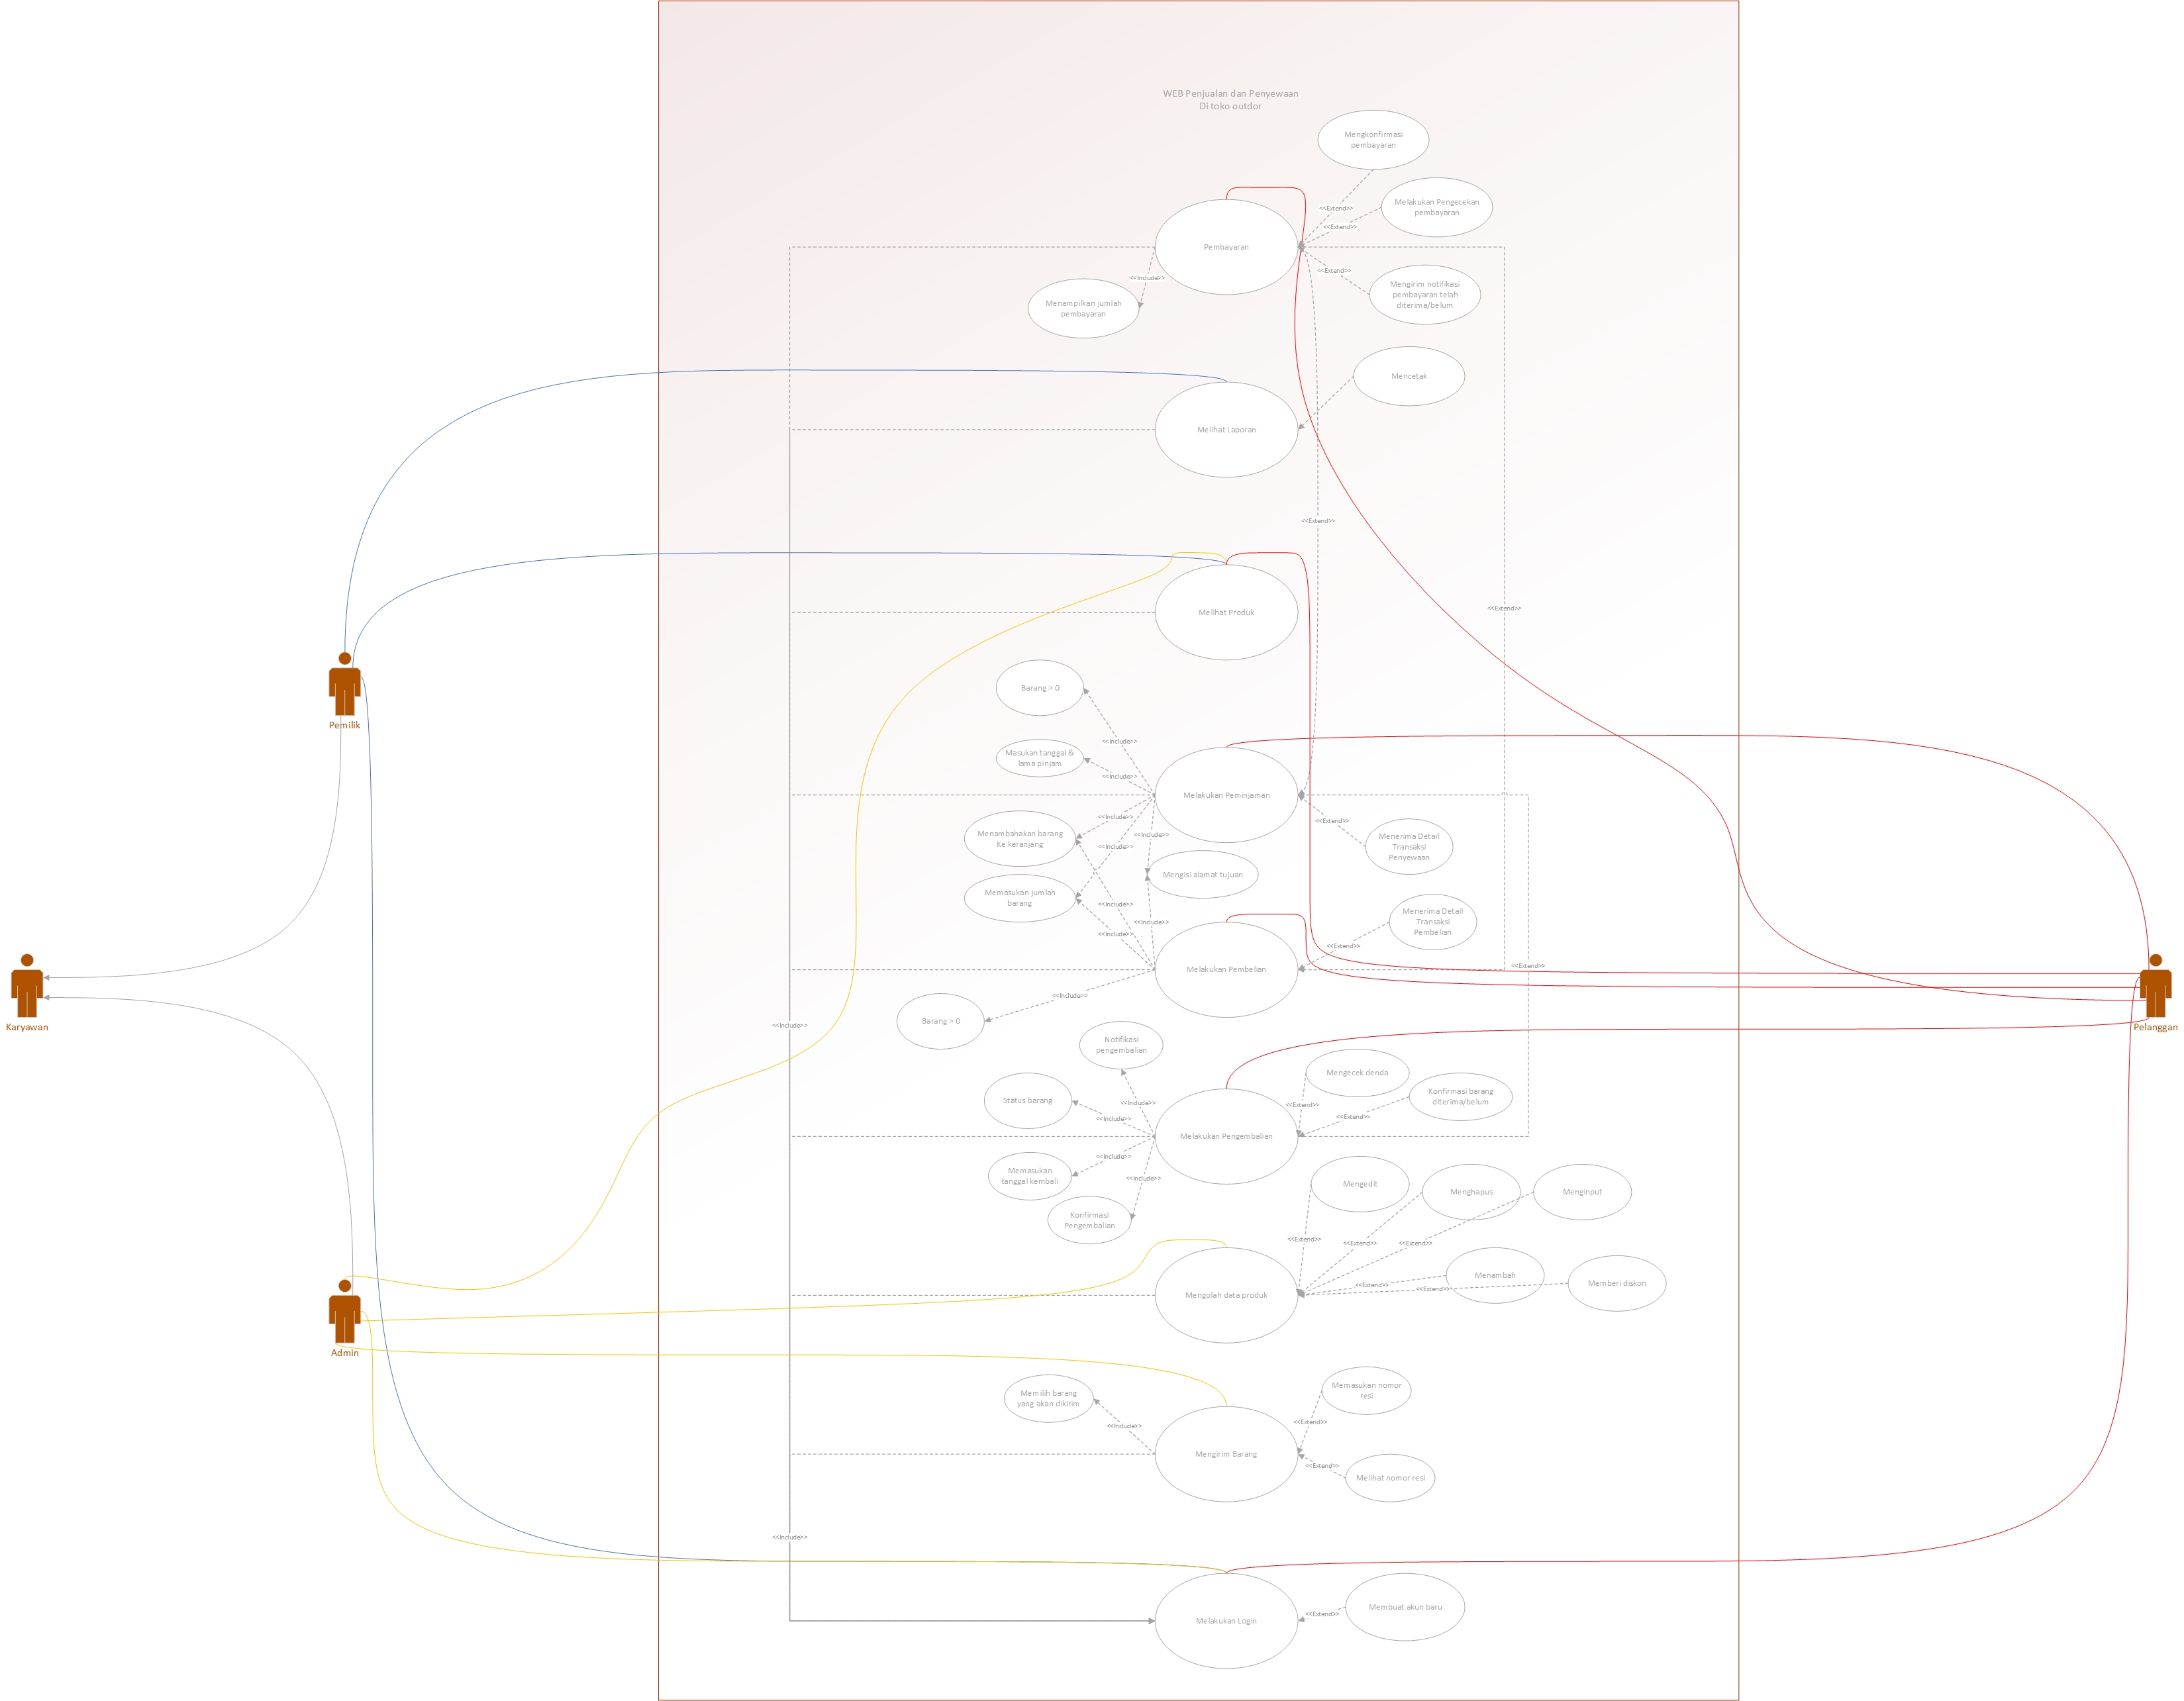 WEB Penjualan dan Penyewaan
Di toko outdor
Mengkonfirmasi
pembayaran
Melakukan Pengecekan
pembayaran
<<Extend>>
<<Extend>>
Pembayaran
<<Extend>>
<<Include>>
Mengirim notifikasi
pembayaran telah
diterima/belum
Menampilkan jumlah
pembayaran
Mencetak
Melihat Laporan
<<Extend>>
<<Extend>>
Melihat Produk
Barang > 0
Pemilik
<<Include>>
Masukan tanggal &
lama pinjam
<<Include>>
Melakukan Peminjaman
<<Include>>
<<Extend>>
Menambahakan barang
Ke keranjang
<<Include>>
<<Include>>
Menerima Detail
Transaksi
Penyewaan
Mengisi alamat tujuan
Memasukan jumlah
barang
<<Include>>
<<Include>>
<<Include>>
Menerima Detail
Transaksi
Pembelian
<<Extend>>
Melakukan Pembelian
<<Extend>>
<<Include>>
Barang > 0
<<Include>>
Karyawan
Pelanggan
Notifikasi
pengembalian
Mengecek denda
Status barang
<<Include>>
<<Extend>>
Konfirmasi barang
diterima/belum
<<Include>>
<<Extend>>
Melakukan Pengembalian
<<Include>>
Memasukan
tanggal kembali
<<Include>>
Mengedit
Menghapus
Menginput
Konfirmasi
Pengembalian
<<Extend>>
<<Extend>>
<<Extend>>
Menambah
Memberi diskon
<<Extend>>
<<Extend>>
Mengolah data produk
Admin
Memilih barang
yang akan dikirim
Memasukan nomor
resi
<<Include>>
<<Extend>>
Mengirim Barang
<<Extend>>
Melihat nomor resi
<<Include>>
Membuat akun baru
<<Extend>>
Melakukan Login